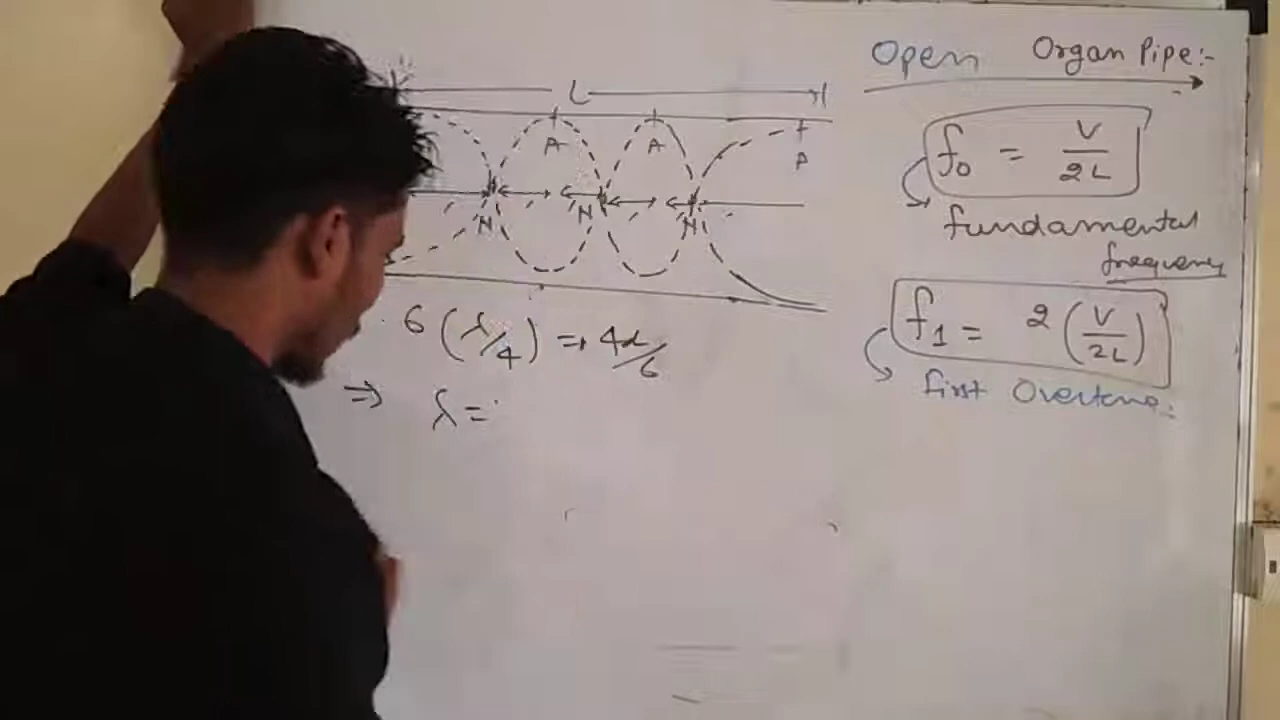 Open Organ Pipe:-
L
A A A
N N N
f₀ = V/2L
fundamental
frequency
6 (λ/4) =, 4L/6
f₁ = 2 (V/2L)
⇒ λ =
first Overtone: